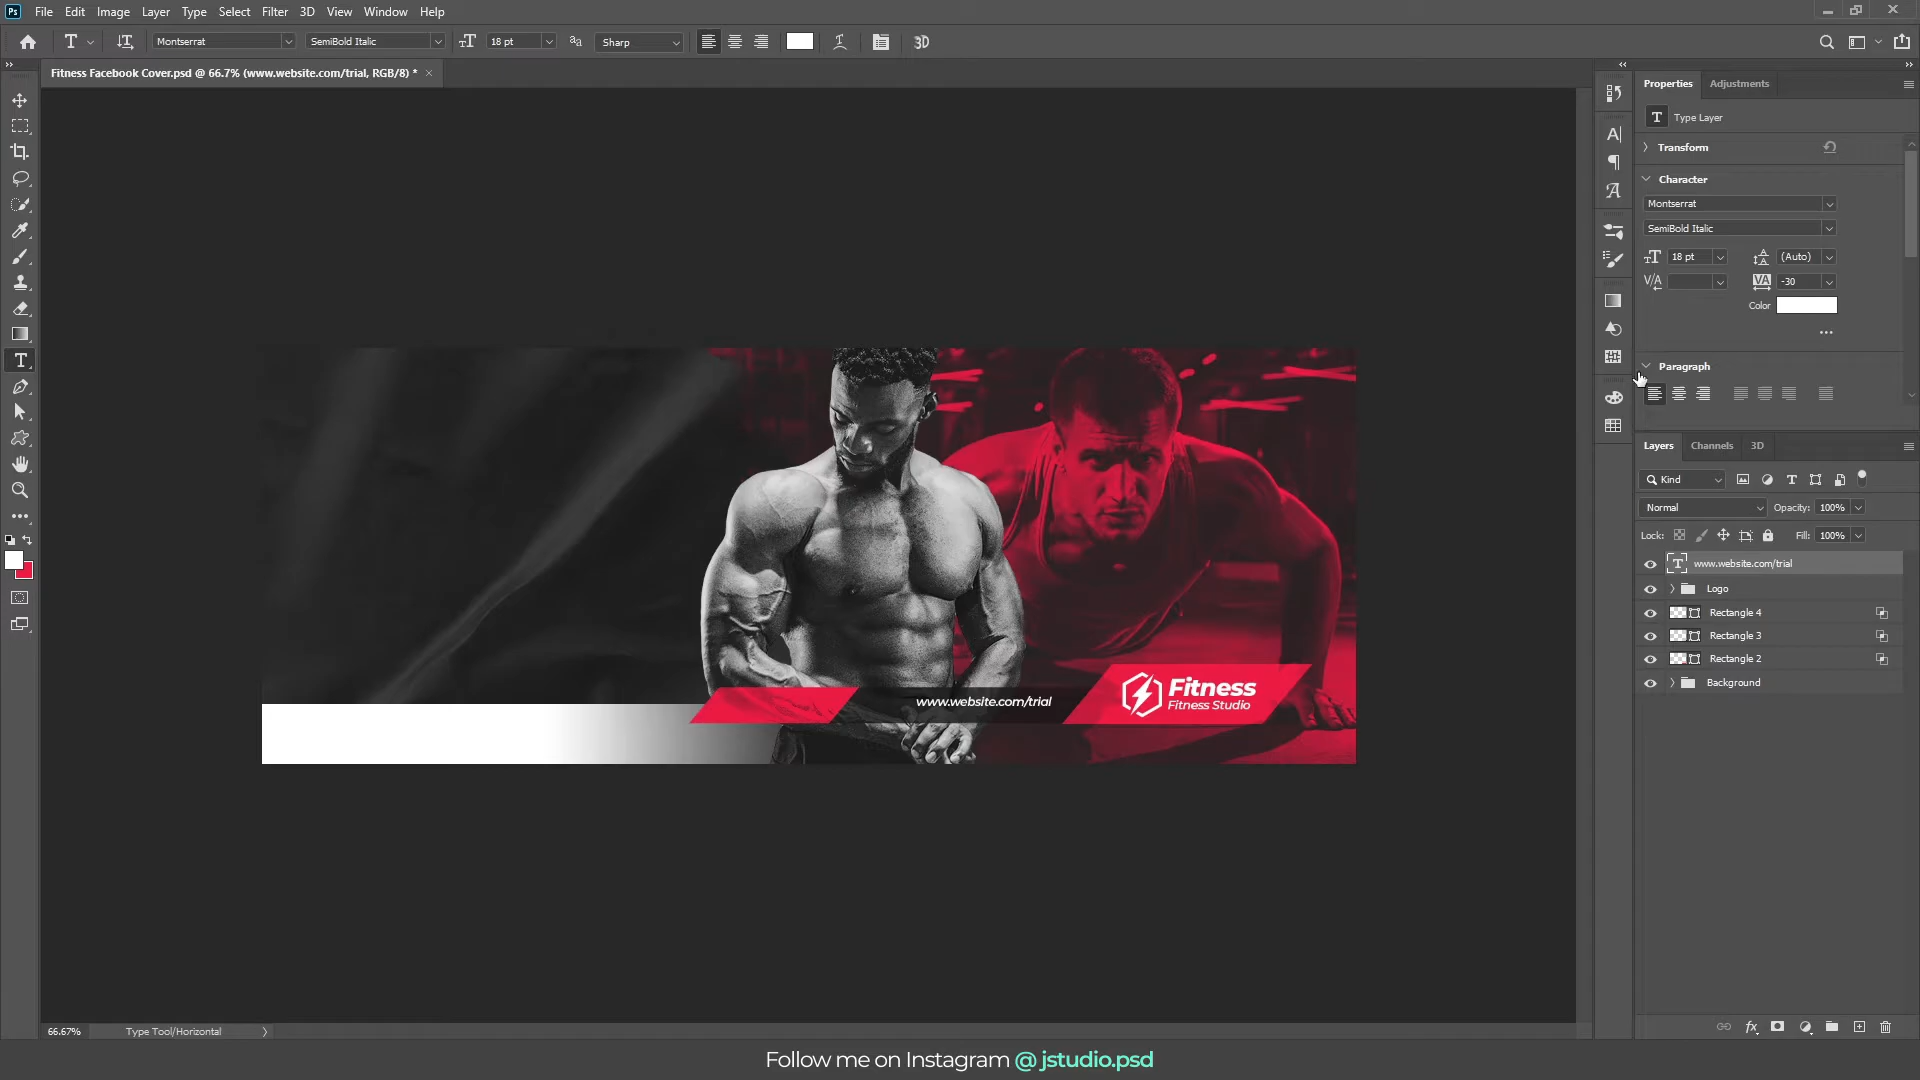 Ps File Edit Image Layer Type Select Filter 3D View Window Help
T Montserrat SemiBold Italic 18 pt aa Sharp 3D
Fitness Facebook Cover.psd @ 66.7% (www.website.com/trial, RGB/8) * ×
Properties Adjustments
T Type Layer
Transform
Character
Montserrat
SemiBold Italic
18 pt (Auto)
V/A VA -30
Color
Paragraph
Layers Channels 3D
Kind
Normal Opacity: 100%
Lock: Fill: 100%
www.website.com/trial
Logo
Rectangle 4
Rectangle 3
Rectangle 2
Background
www.website.com/trial
Fitness
Fitness Studio
66.67% Type Tool/Horizontal
Follow me on Instagram @ jstudio.psd